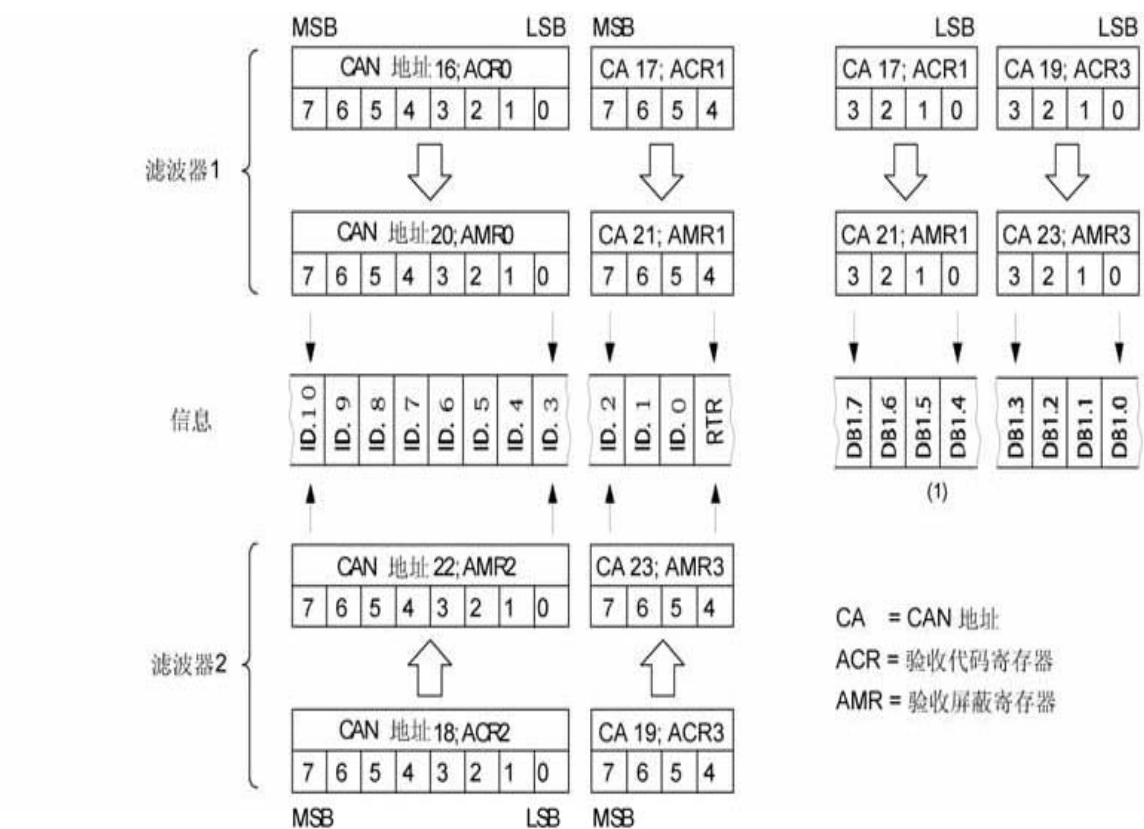 MSB LSB MSB LSB LSB
CAN 地址 16; ACR0 CA 17; ACR1 CA 17; ACR1 CA 19; ACR3
7 6 5 4 3 2 1 0 7 6 5 4 3 2 1 0 3 2 1 0
滤波器1
CAN 地址 20; AMR0 CA 21; AMR1 CA 21; AMR1 CA 23; AMR3
7 6 5 4 3 2 1 0 7 6 5 4 3 2 1 0 3 2 1 0
信息
ID.10 ID.9 ID.8 ID.7 ID.6 ID.5 ID.4 ID.3 ID.2 ID.1 ID.0 RTR DB1.7 DB1.6 DB1.5 DB1.4 DB1.3 DB1.2 DB1.1 DB1.0
(1)
CAN 地址 22; AMR2 CA 23; AMR3
7 6 5 4 3 2 1 0 7 6 5 4
滤波器2
CAN 地址 18; ACR2 CA 19; ACR3
7 6 5 4 3 2 1 0 7 6 5 4
MSB LSB MSB
CA = CAN 地址
ACR = 验收代码寄存器
AMR = 验收屏蔽寄存器